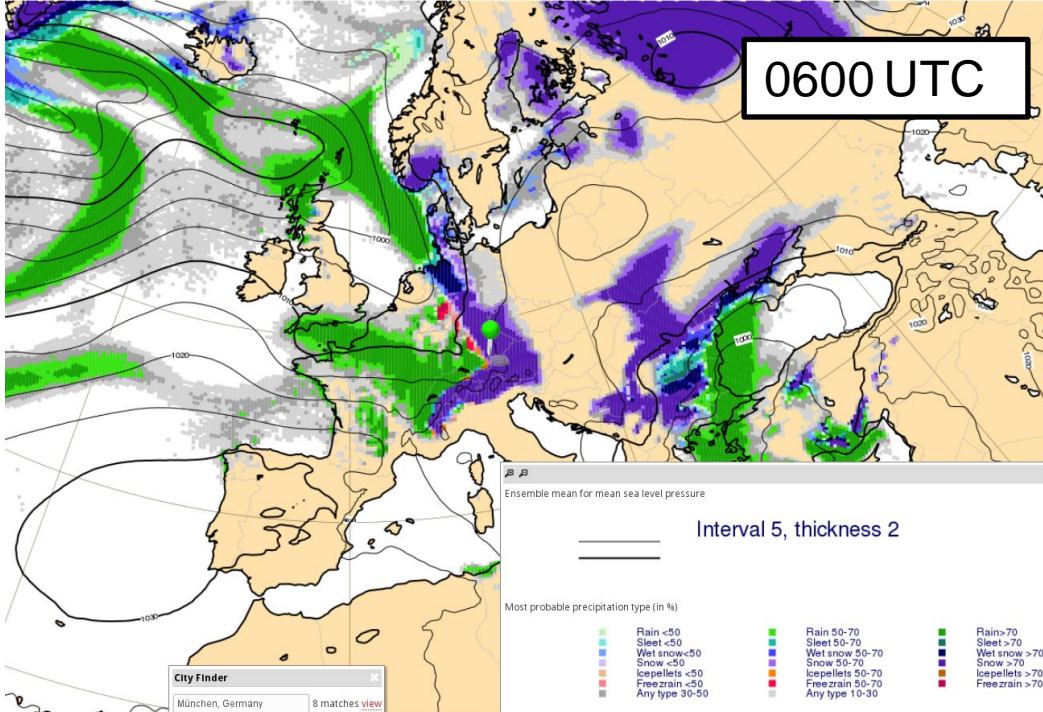 0600 UTC
1030
1010
1020
1000
1010
1010
1020
1000
1020
1020
1020
1030
Ensemble mean for mean sea level pressure
Interval 5, thickness 2
Most probable precipitation type (in %)
Rain <50 Rain 50-70 Rain>70
Sleet <50 Sleet 50-70 Sleet >70
Wet snow<50 Wet snow 50-70 Wet snow >70
Snow <50 Snow 50-70 Snow >70
Icepellets <50 Icepellets 50-70 Icepellets >70
Freezrain <50 Freezrain 50-70 Freezrain >70
Any type 30-50 Any type 10-30
City Finder
München, Germany 8 matches view